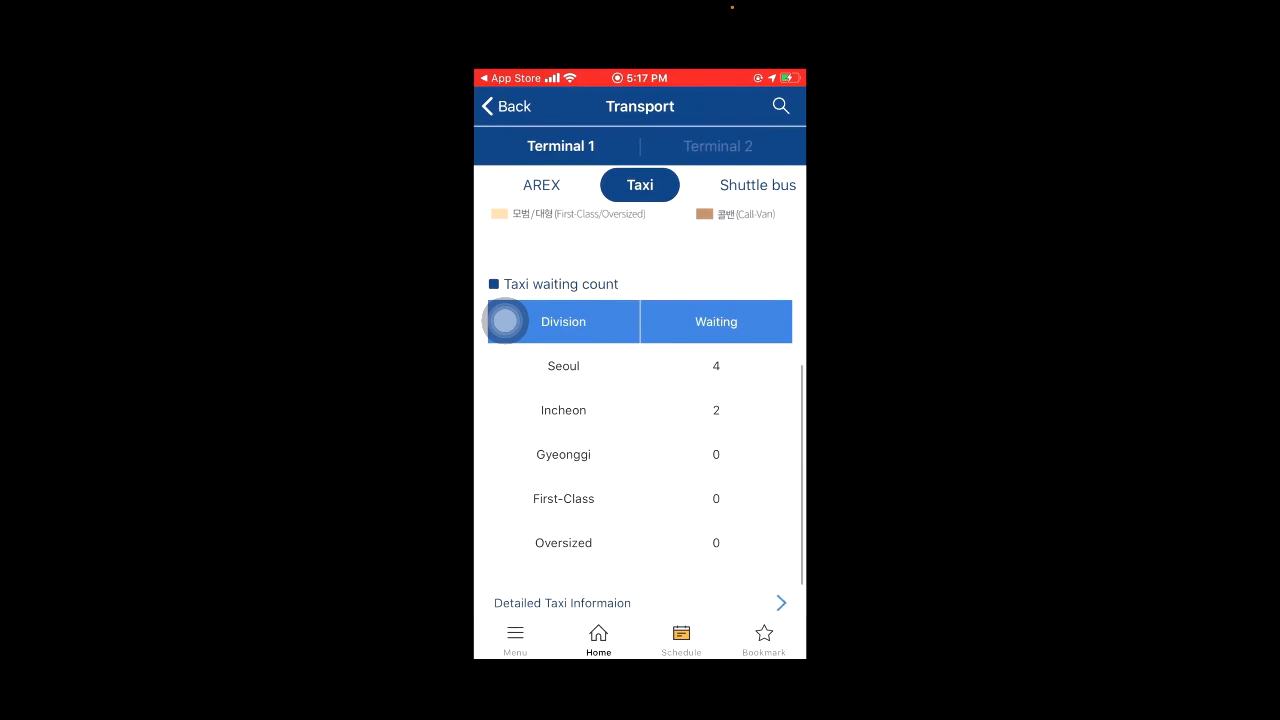 App Store 5:17 PM
Back Transport
Terminal 1 Terminal 2
AREX Taxi Shuttle bus
모범/대형(First-Class/Oversized) 콜밴(Call-Van)
Taxi waiting count
Division Waiting
Seoul 4
Incheon 2
Gyeonggi 0
First-Class 0
Oversized 0
Detailed Taxi Informaion
Menu Home Schedule Bookmark